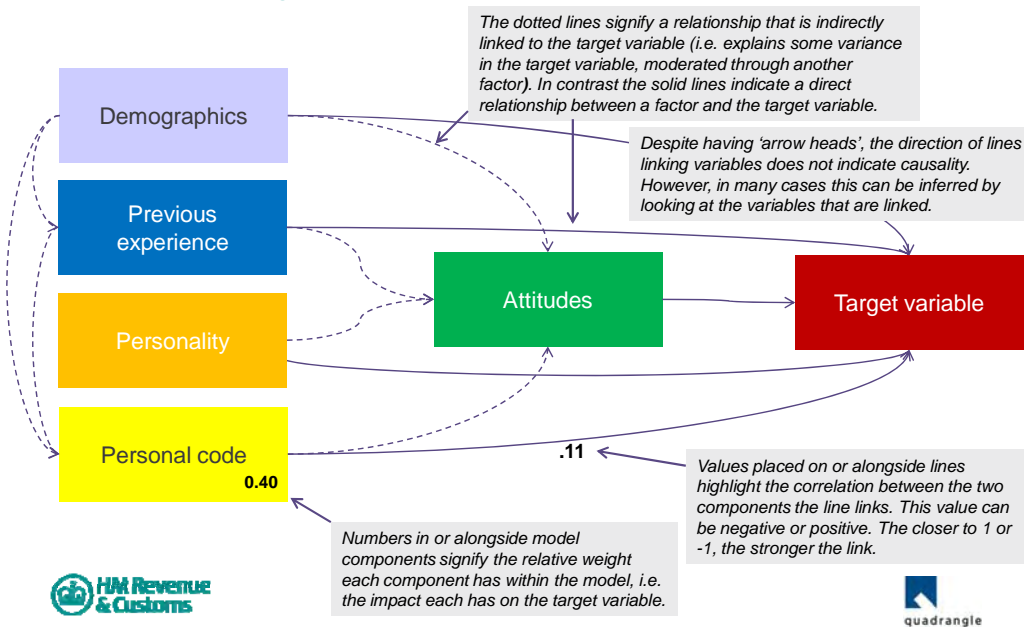 The dotted lines signify a relationship that is indirectly
linked to the target variable (i.e. explains some variance
in the target variable, moderated through another
factor). In contrast the solid lines indicate a direct
relationship between a factor and the target variable.
Demographics
Despite having ‘arrow heads’, the direction of lines
linking variables does not indicate causality.
However, in many cases this can be inferred by
looking at the variables that are linked.
Previous
experience
Attitudes
Target variable
Personality
Personal code
0.40
.11
Values placed on or alongside lines
highlight the correlation between the two
components the line links. This value can
be negative or positive. The closer to 1 or
-1, the stronger the link.
Numbers in or alongside model
components signify the relative weight
each component has within the model, i.e.
the impact each has on the target variable.
HM Revenue
& Customs
quadrangle